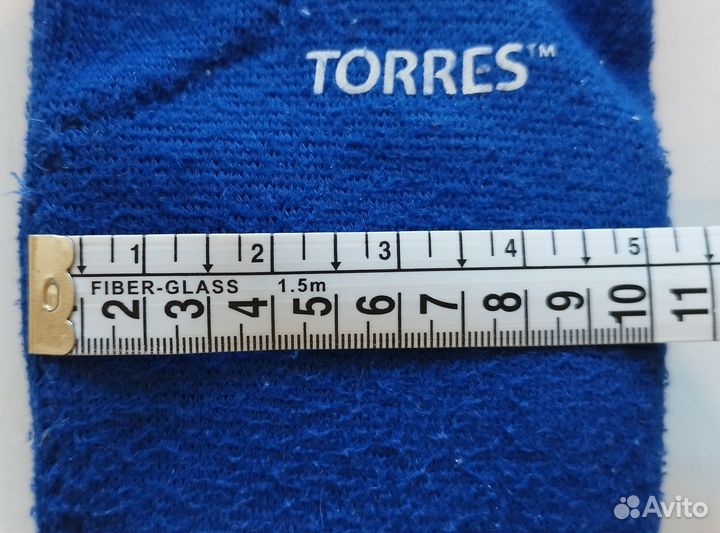 TORRES™
1 2 3 4 5
FIBER-GLASS 1.5m
2 3 4 5 6 7 8 9 10 11
Avito